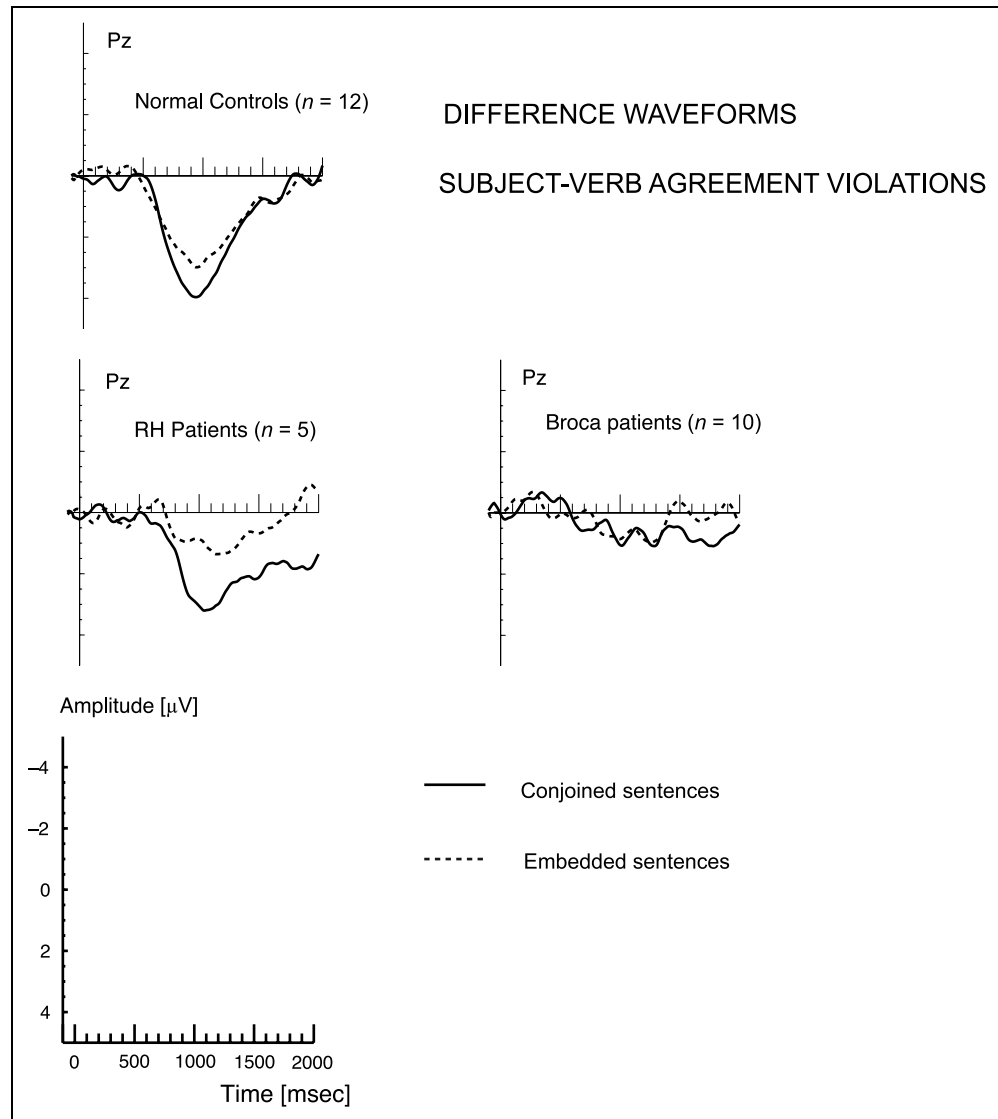 Pz
Normal Controls (n = 12)
DIFFERENCE WAVEFORMS
SUBJECT-VERB AGREEMENT VIOLATIONS
Pz
RH Patients (n = 5)
Pz
Broca patients (n = 10)
Amplitude [μV]
–4
–2
0
2
4
0 500 1000 1500 2000
Time [msec]
Conjoined sentences
Embedded sentences